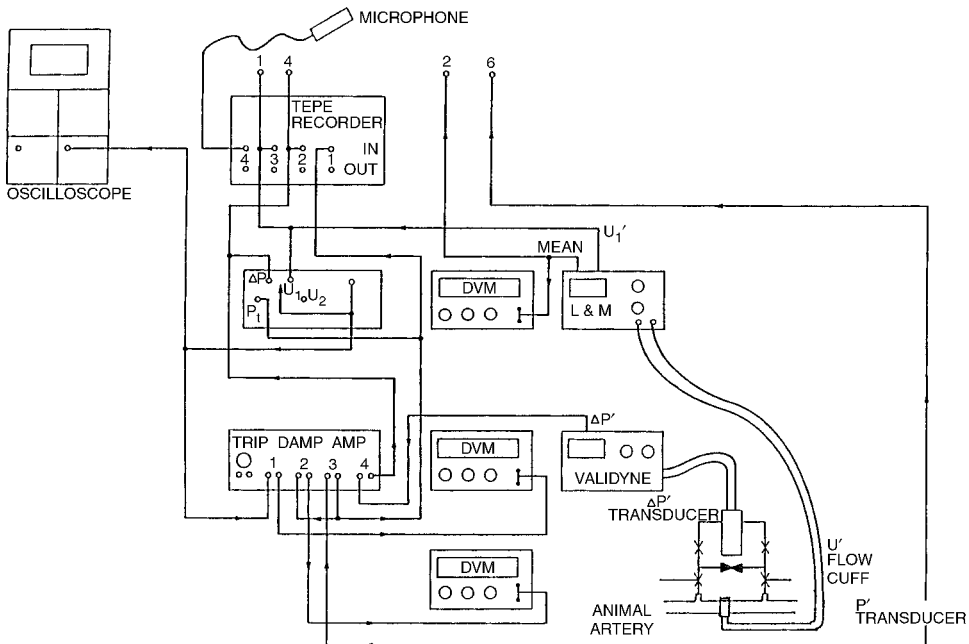 MICROPHONE
1 4 2 6
TEPE
RECORDER
IN
4 3 2 1
OUT
OSCILLOSCOPE
U₁′
MEAN
ΔP
U₁ U₂
Pₜ
DVM
L & M
ΔP′
TRIP DAMP AMP
1 2 3 4
DVM
VALIDYNE
ΔP′
TRANSDUCER
U′
FLOW
CUFF
DVM
ANIMAL
ARTERY
P′
TRANSDUCER